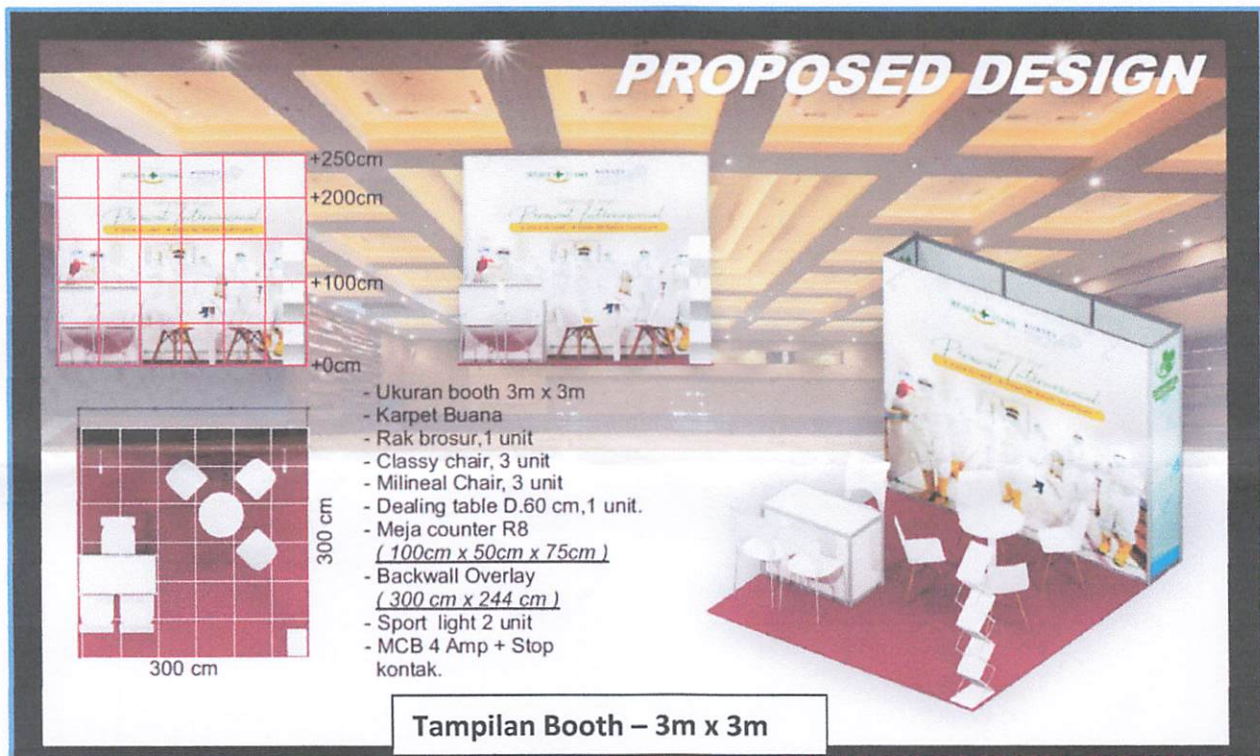 PROPOSED DESIGN
+250cm
+200cm
+100cm
+0cm
300 cm
300 cm
- Ukuran booth 3m x 3m
- Karpet Buana
- Rak brosur,1 unit
- Classy chair, 3 unit
- Milineal Chair, 3 unit
- Dealing table D.60 cm,1 unit.
- Meja counter R8
( 100cm x 50cm x 75cm )
- Backwall Overlay
( 300 cm x 244 cm )
- Sport light 2 unit
- MCB 4 Amp + Stop
kontak.
Tampilan Booth – 3m x 3m